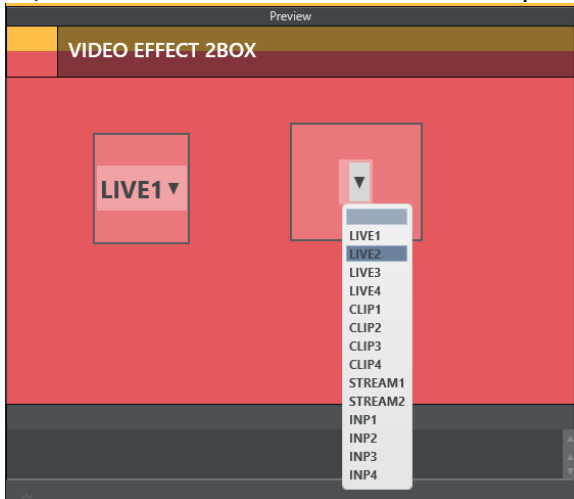 Preview
VIDEO EFFECT 2BOX
LIVE1
LIVE1
LIVE2
LIVE3
LIVE4
CLIP1
CLIP2
CLIP3
CLIP4
STREAM1
STREAM2
INP1
INP2
INP3
INP4